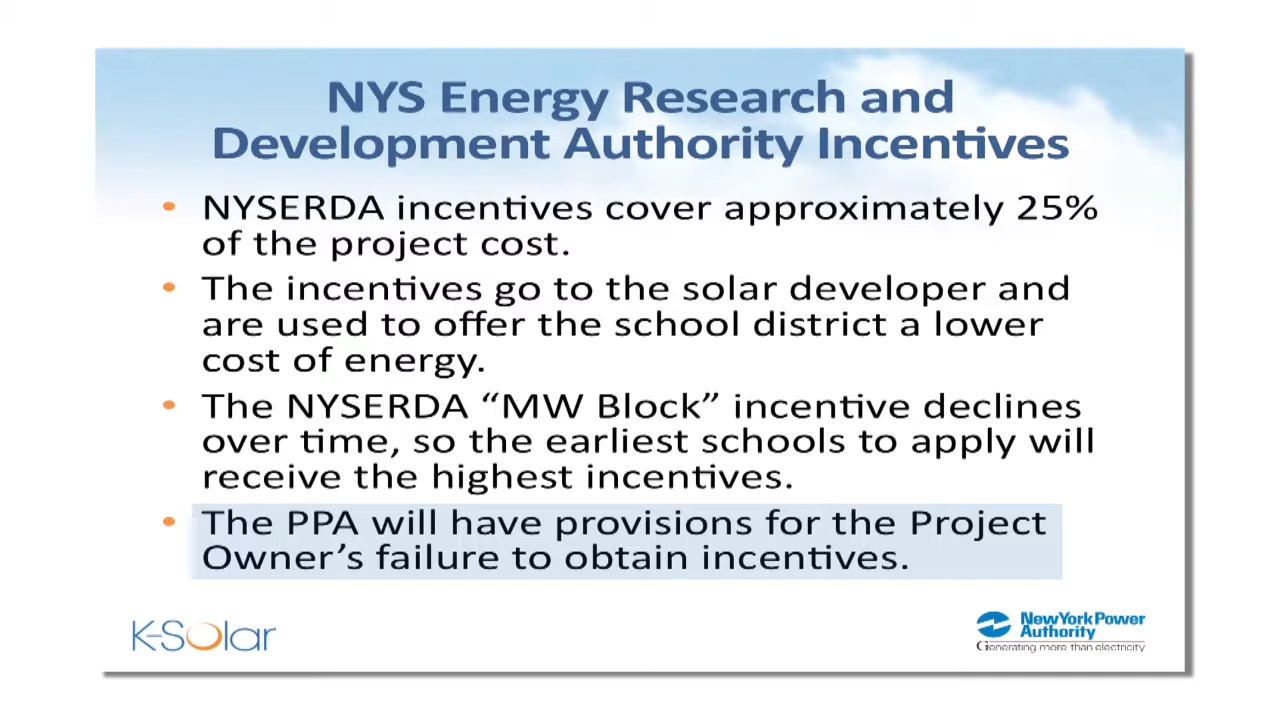 NYS Energy Research and
Development Authority Incentives
• NYSERDA incentives cover approximately 25%
of the project cost.
• The incentives go to the solar developer and
are used to offer the school district a lower
cost of energy.
• The NYSERDA “MW Block” incentive declines
over time, so the earliest schools to apply will
receive the highest incentives.
• The PPA will have provisions for the Project
Owner’s failure to obtain incentives.
K-Solar
NewYorkPower
Authority
Generating more than electricity